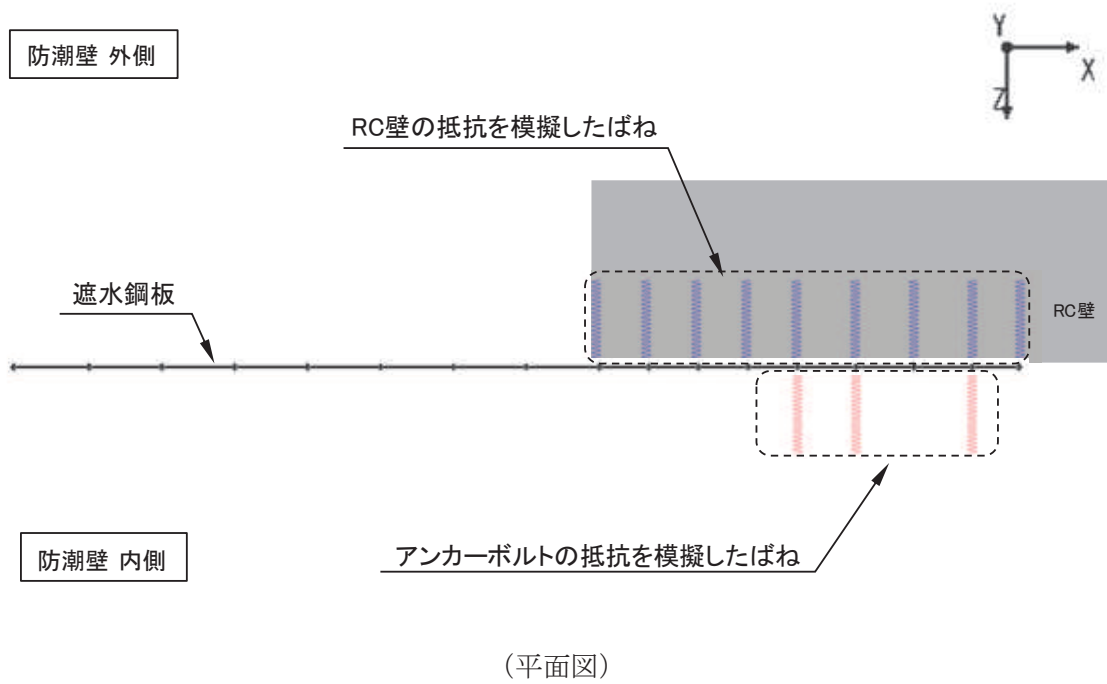 防潮壁 外側
Y
X
Z
RC壁の抵抗を模擬したばね
遮水鋼板
RC壁
防潮壁 内側
アンカーボルトの抵抗を模擬したばね
(平面図)